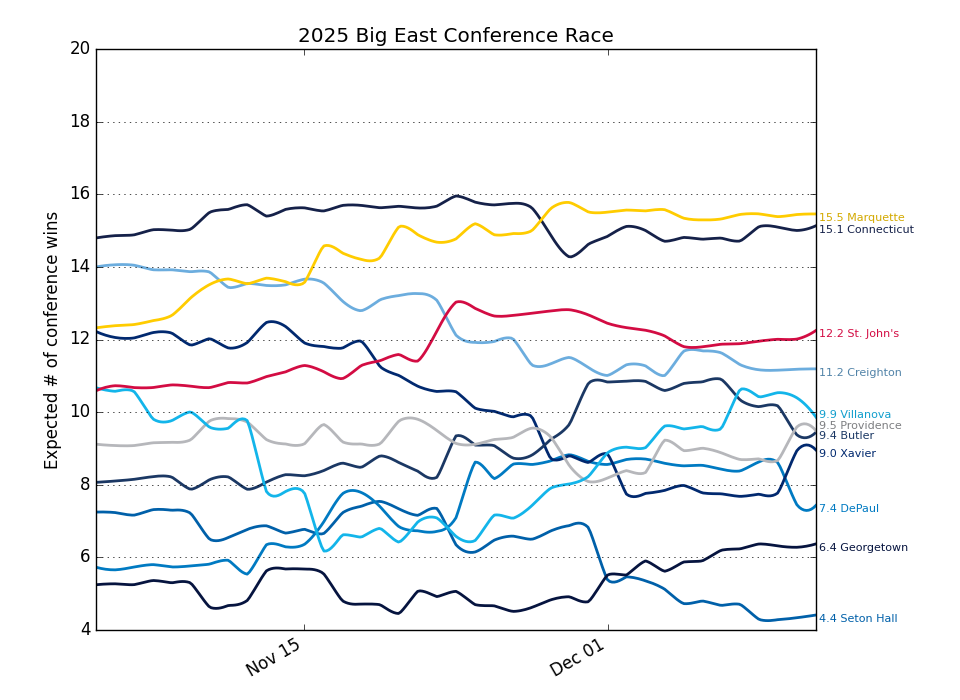 2025 Big East Conference Race
Expected # of conference wins
20
18
16
14
12
10
8
6
4
Nov 15
Dec 01
15.5 Marquette
15.1 Connecticut
12.2 St. John's
11.2 Creighton
9.9 Villanova
9.5 Providence
9.4 Butler
9.0 Xavier
7.4 DePaul
6.4 Georgetown
4.4 Seton Hall